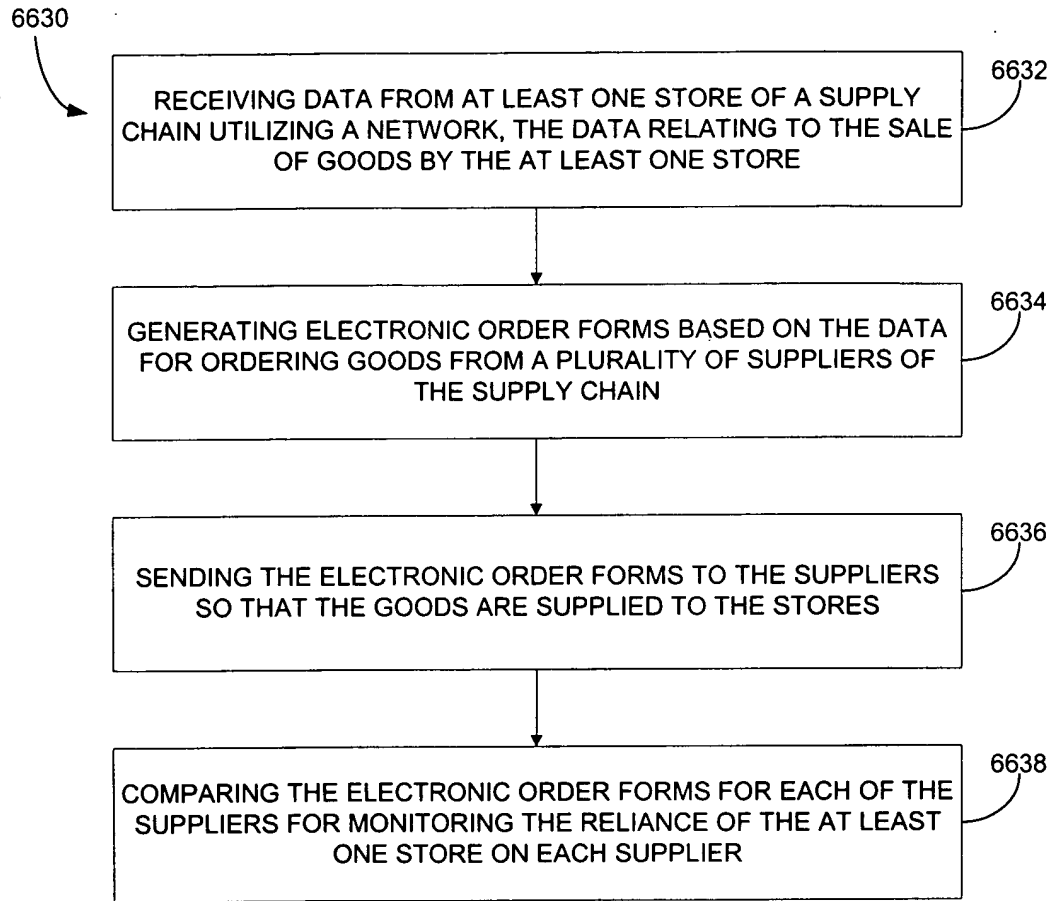 6630
6632
RECEIVING DATA FROM AT LEAST ONE STORE OF A SUPPLY
CHAIN UTILIZING A NETWORK, THE DATA RELATING TO THE SALE
OF GOODS BY THE AT LEAST ONE STORE
6634
GENERATING ELECTRONIC ORDER FORMS BASED ON THE DATA
FOR ORDERING GOODS FROM A PLURALITY OF SUPPLIERS OF
THE SUPPLY CHAIN
6636
SENDING THE ELECTRONIC ORDER FORMS TO THE SUPPLIERS
SO THAT THE GOODS ARE SUPPLIED TO THE STORES
6638
COMPARING THE ELECTRONIC ORDER FORMS FOR EACH OF THE
SUPPLIERS FOR MONITORING THE RELIANCE OF THE AT LEAST
ONE STORE ON EACH SUPPLIER